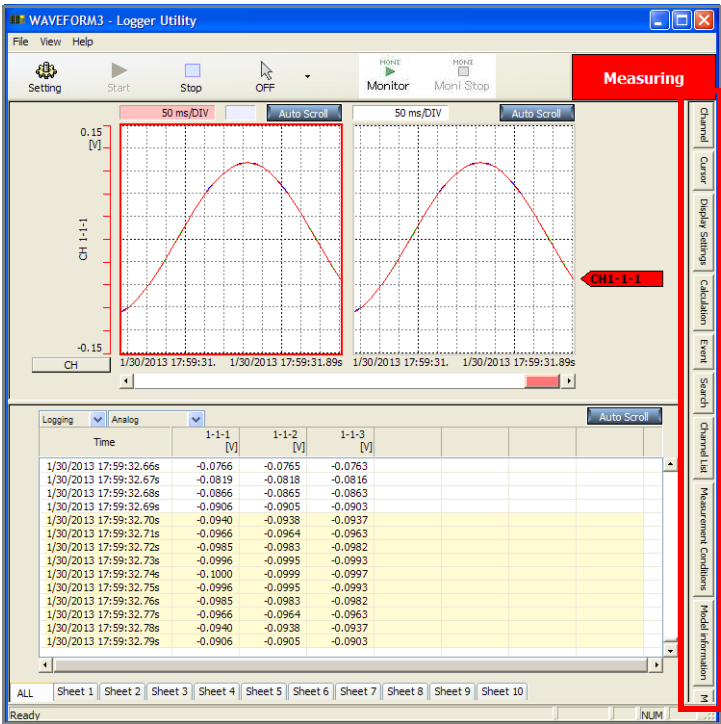 WAVEFORM3 - Logger Utility
File View Help
Setting Start Stop OFF MONI Monitor MONI Moni Stop Measuring
50 ms/DIV Auto Scroll 50 ms/DIV Auto Scroll
0.15
[V]
CH 1-1-1
-0.15
CH1-1-1
CH 1/30/2013 17:59:31. 1/30/2013 17:59:31.89s 1/30/2013 17:59:31. 1/30/2013 17:59:31.89s
Channel
Cursor
Display Settings
Calculation
Event
Search
Channel List
Measurement Conditions
Model information
M
Logging Analog Auto Scroll
Time 1-1-1 [V] 1-1-2 [V] 1-1-3 [V]
1/30/2013 17:59:32.66s -0.0766 -0.0765 -0.0763
1/30/2013 17:59:32.67s -0.0819 -0.0818 -0.0816
1/30/2013 17:59:32.68s -0.0866 -0.0865 -0.0863
1/30/2013 17:59:32.69s -0.0906 -0.0905 -0.0903
1/30/2013 17:59:32.70s -0.0940 -0.0938 -0.0937
1/30/2013 17:59:32.71s -0.0966 -0.0964 -0.0963
1/30/2013 17:59:32.72s -0.0985 -0.0983 -0.0982
1/30/2013 17:59:32.73s -0.0996 -0.0995 -0.0993
1/30/2013 17:59:32.74s -0.1000 -0.0999 -0.0997
1/30/2013 17:59:32.75s -0.0996 -0.0995 -0.0993
1/30/2013 17:59:32.76s -0.0985 -0.0983 -0.0982
1/30/2013 17:59:32.77s -0.0966 -0.0964 -0.0963
1/30/2013 17:59:32.78s -0.0940 -0.0938 -0.0937
1/30/2013 17:59:32.79s -0.0906 -0.0905 -0.0903
ALL Sheet 1 Sheet 2 Sheet 3 Sheet 4 Sheet 5 Sheet 6 Sheet 7 Sheet 8 Sheet 9 Sheet 10
Ready NUM